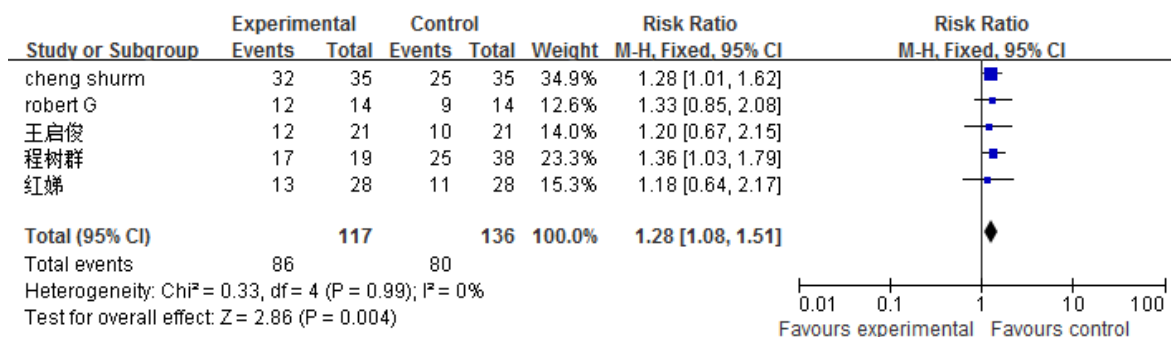 Experimental Control Risk Ratio Risk Ratio
Study or Subgroup Events Total Events Total Weight M-H, Fixed, 95% CI M-H, Fixed, 95% CI
cheng shurm 32 35 25 35 34.9% 1.28 [1.01, 1.62]
robert G 12 14 9 14 12.6% 1.33 [0.85, 2.08]
王启俊 12 21 10 21 14.0% 1.20 [0.67, 2.15]
程树群 17 19 25 38 23.3% 1.36 [1.03, 1.79]
红娣 13 28 11 28 15.3% 1.18 [0.64, 2.17]
Total (95% CI) 117 136 100.0% 1.28 [1.08, 1.51]
Total events 86 80
Heterogeneity: Chi² = 0.33, df = 4 (P = 0.99); I² = 0%
Test for overall effect: Z = 2.86 (P = 0.004)
0.01 0.1 1 10 100
Favours experimental Favours control